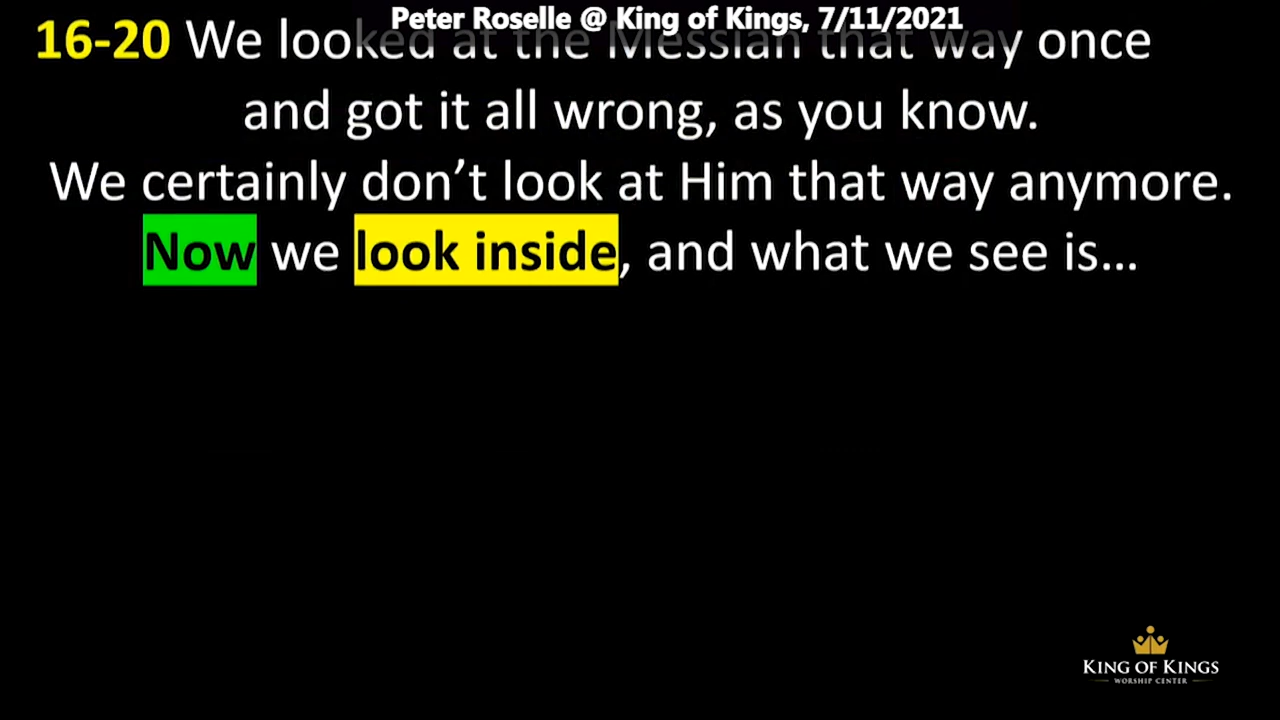 Peter Roselle @ King of Kings, 7/11/2021
16-20 We looked at the Messiah that way once
and got it all wrong, as you know.
We certainly don’t look at Him that way anymore.
Now we look inside, and what we see is…
KING OF KINGS
WORSHIP CENTER